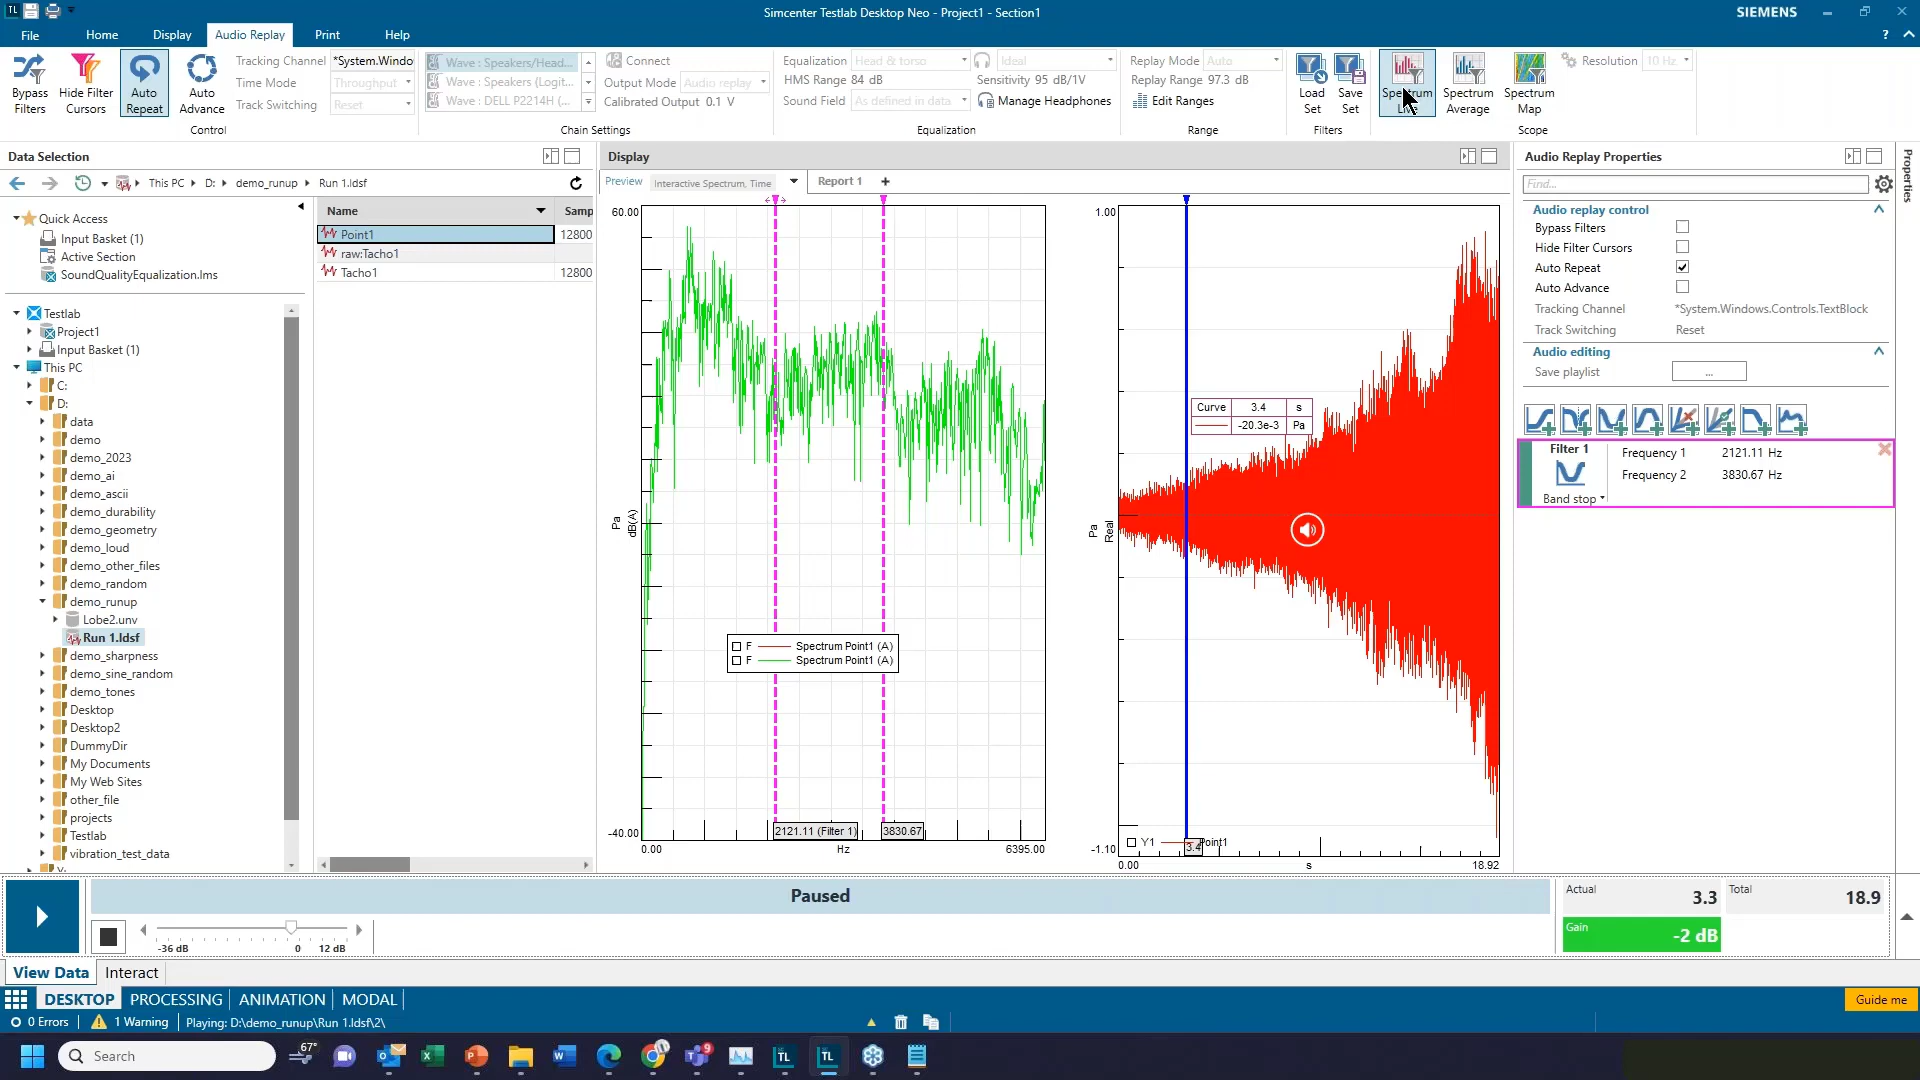 TL
Simcenter Testlab Desktop Neo - Project1 - Section1
SIEMENS
File
Home
Display
Audio Replay
Print
Help
?
Bypass
Filters
Hide Filter
Cursors
Auto
Repeat
Auto
Advance
Tracking Channel
*System.Windo
Time Mode
Throughput
Track Switching
Reset
Control
Wave : Speakers/Head...
Wave : Speakers {Logit...
Wave : DELL P2214H (...
Connect
Output Mode
Audio replay
Calibrated Output 0.1 V
Chain Settings
Equalization
Head & torso
Ideal
HMS Range 84 dB
Sensitivity 95 dB/1V
Sound Field
As defined in data
Manage Headphones
Equalization
Replay Mode
Auto
Replay Range 97.3 dB
Edit Ranges
Range
Load
Set
Save
Set
Filters
Spectrum
Spectrum
Average
Spectrum
Map
Resolution
10 Hz
Scope
Data Selection
This PC
D:
demo_runup
Run 1.ldsf
Quick Access
Input Basket (1)
Active Section
SoundQualityEqualization.lms
Testlab
Project1
Input Basket (1)
This PC
C:
D:
data
demo
demo_2023
demo_ai
demo_ascii
demo_durability
demo_geometry
demo_loud
demo_other_files
demo_random
demo_runup
Lobe2.unv
Run 1.ldsf
demo_sharpness
demo_sine_random
demo_tones
Desktop
Desktop2
DummyDir
My Documents
My Web Sites
other_file
projects
Testlab
vibration_test_data
Name
Samp
Point1
12800
raw:Tacho1
Tacho1
12800
Display
Preview
Interactive Spectrum, Time
Report 1
+
60.00
Pa
dB(A)
-40.00
0.00
Hz
6395.00
F Spectrum Point1 (A)
F Spectrum Point1 (A)
2121.11 (Filter 1)
3830.67
1.00
Pa
Real
-1.10
0.00
s
18.92
Curve 3.4 s
-20.3e-3 Pa
Y1
Point1
3.4
Audio Replay Properties
Find...
Audio replay control
Bypass Filters
Hide Filter Cursors
Auto Repeat
Auto Advance
Tracking Channel
*System.Windows.Controls.TextBlock
Track Switching
Reset
Audio editing
Save playlist
...
Filter 1
Band stop
Frequency 1 2121.11 Hz
Frequency 2 3830.67 Hz
Properties
Paused
-36 dB
0
12 dB
Actual
3.3
Total
18.9
Gain
-2 dB
View Data
Interact
DESKTOP
PROCESSING
ANIMATION
MODAL
Guide me
0 Errors
1 Warning
Playing: D:\demo_runup\Run 1.ldsf\2\
Search
67°
9
TL
TL